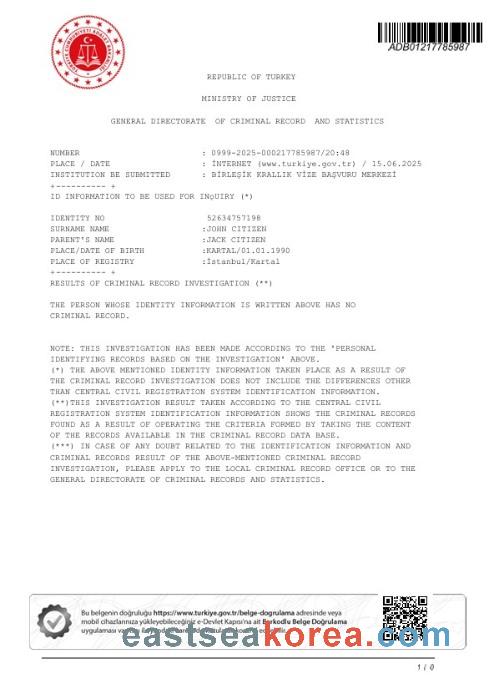 ADB01217785987
REPUBLIC OF TURKEY
MINISTRY OF JUSTICE
GENERAL DIRECTORATE OF CRIMINAL RECORD AND STATISTICS
NUMBER : 0999-2025-000217785987/20:48
PLACE / DATE : İNTERNET (www.turkiye.gov.tr) / 15.06.2025
INSTITUTION BE SUBMITTED : BİRLEŞİK KRALLIK VİZE BAŞVURU MERKEZİ
+---------- +
ID INFORMATION TO BE USED FOR INQUIRY (*)
IDENTITY NO 52634757198
SURNAME NAME :JOHN CITIZEN
PARENT'S NAME :JACK CITIZEN
PLACE/DATE OF BIRTH :KARTAL/01.01.1990
PLACE OF REGISTRY :İstanbul/Kartal
+---------- +
RESULTS OF CRIMINAL RECORD INVESTIGATION (**)
THE PERSON WHOSE IDENTITY INFORMATION IS WRITTEN ABOVE HAS NO
CRIMINAL RECORD.
NOTE: THIS INVESTIGATION HAS BEEN MADE ACCORDING TO THE 'PERSONAL
IDENTIFYING RECORDS BASED ON THE INVESTIGATION' ABOVE.
(*) THE ABOVE MENTIONED IDENTITY INFORMATION TAKEN PLACE AS A RESULT OF
THE CRIMINAL RECORD INVESTIGATION DOES NOT INCLUDE THE DIFFERENCES OTHER
THAN CENTRAL CIVIL REGISTRATION SYSTEM IDENTIFICATION INFORMATION.
(**)THIS INVESTIGATION RESULT TAKEN ACCORDING TO THE CENTRAL CIVIL
REGISTRATION SYSTEM IDENTIFICATION INFORMATION SHOWS THE CRIMINAL RECORDS
FOUND AS A RESULT OF OPERATING THE CRITERIA FORMED BY TAKING THE CONTENT
OF THE RECORDS AVAILABLE IN THE CRIMINAL RECORD DATA BASE.
(***) IN CASE OF ANY DOUBT RELATED TO THE IDENTIFICATION INFORMATION AND
CRIMINAL RECORDS RESULT OF THE ABOVE-MENTIONED CRIMINAL RECORD
INVESTIGATION, PLEASE APPLY TO THE LOCAL CRIMINAL RECORD OFFICE OR TO THE
GENERAL DIRECTORATE OF CRIMINAL RECORDS AND STATISTICS.
Bu belgenin doğruluğu https://www.turkiye.gov.tr/belge-dogrulama adresinde veya
mobil cihazlarınıza yükleyebileceğiniz e-Devlet Kapısı'na ait Barkodlu Belge Doğrulama
uygulaması
eastseakorea.com
1 / 0